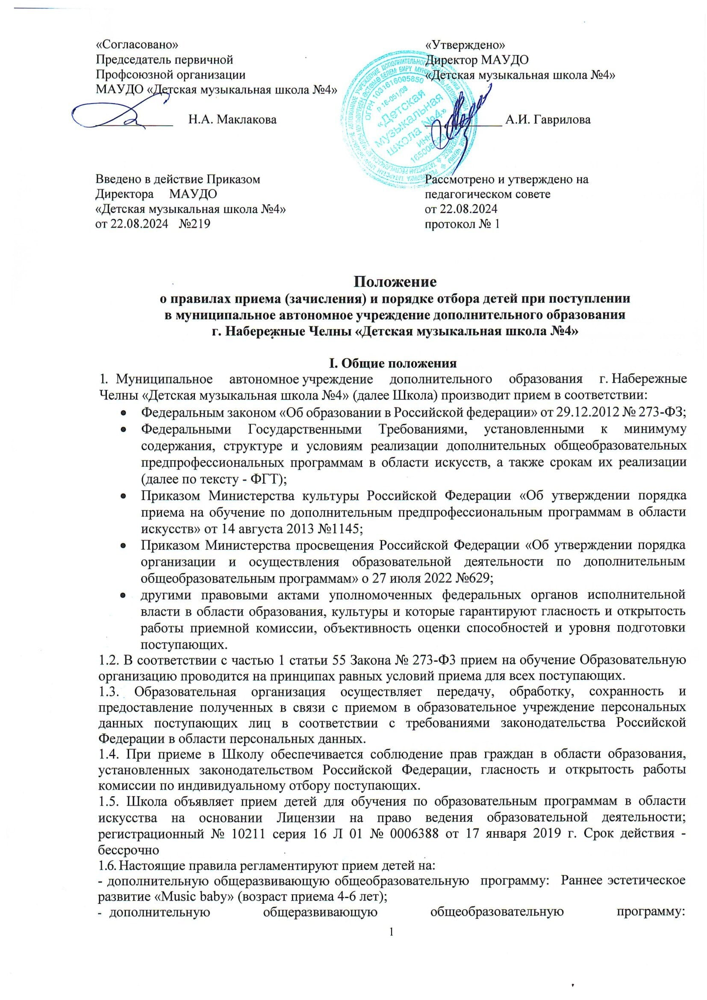 «Согласовано»
Председатель первичной
Профсоюзной организации
МАУДО «Детская музыкальная школа №4»
Н.А. Маклакова
«Утверждено»
Директор МАУДО
«Детская музыкальная школа №4»
А.И. Гаврилова
ОГРН 1031616005850
Р 16-051/08
«Детская
музыкальная
школа №4»
ИНН
Введено в действие Приказом
Директора МАУДО
«Детская музыкальная школа №4»
от 22.08.2024 №219
Рассмотрено и утверждено на
педагогическом совете
от 22.08.2024
протокол № 1
Положение
о правилах приема (зачисления) и порядке отбора детей при поступлении
в муниципальное автономное учреждение дополнительного образования
г. Набережные Челны «Детская музыкальная школа №4»
I. Общие положения
1. Муниципальное автономное учреждение дополнительного образования г. Набережные
Челны «Детская музыкальная школа №4» (далее Школа) производит прием в соответствии:
• Федеральным законом «Об образовании в Российской федерации» от 29.12.2012 № 273-ФЗ;
• Федеральными Государственными Требованиями, установленными к минимуму
содержания, структуре и условиям реализации дополнительных общеобразовательных
предпрофессиональных программам в области искусств, а также срокам их реализации
(далее по тексту - ФГТ);
• Приказом Министерства культуры Российской Федерации «Об утверждении порядка
приема на обучение по дополнительным предпрофессиональным программам в области
искусств» от 14 августа 2013 №1145;
• Приказом Министерства просвещения Российской Федерации «Об утверждении порядка
организации и осуществления образовательной деятельности по дополнительным
общеобразовательным программам» о 27 июля 2022 №629;
• другими правовыми актами уполномоченных федеральных органов исполнительной
власти в области образования, культуры и которые гарантируют гласность и открытость
работы приемной комиссии, объективность оценки способностей и уровня подготовки
поступающих.
1.2. В соответствии с частью 1 статьи 55 Закона № 273-ФЗ прием на обучение Образовательную
организацию проводится на принципах равных условий приема для всех поступающих.
1.3. Образовательная организация осуществляет передачу, обработку, сохранность и
предоставление полученных в связи с приемом в образовательное учреждение персональных
данных поступающих лиц в соответствии с требованиями законодательства Российской
Федерации в области персональных данных.
1.4. При приеме в Школу обеспечивается соблюдение прав граждан в области образования,
установленных законодательством Российской Федерации, гласность и открытость работы
комиссии по индивидуальному отбору поступающих.
1.5. Школа объявляет прием детей для обучения по образовательным программам в области
искусства на основании Лицензии на право ведения образовательной деятельности;
регистрационный № 10211 серия 16 Л 01 № 0006388 от 17 января 2019 г. Срок действия -
бессрочно
1.6. Настоящие правила регламентируют прием детей на:
- дополнительную общеразвивающую общеобразовательную программу: Раннее эстетическое
развитие «Music baby» (возраст приема 4-6 лет);
- дополнительную общеразвивающую общеобразовательную программу:
1